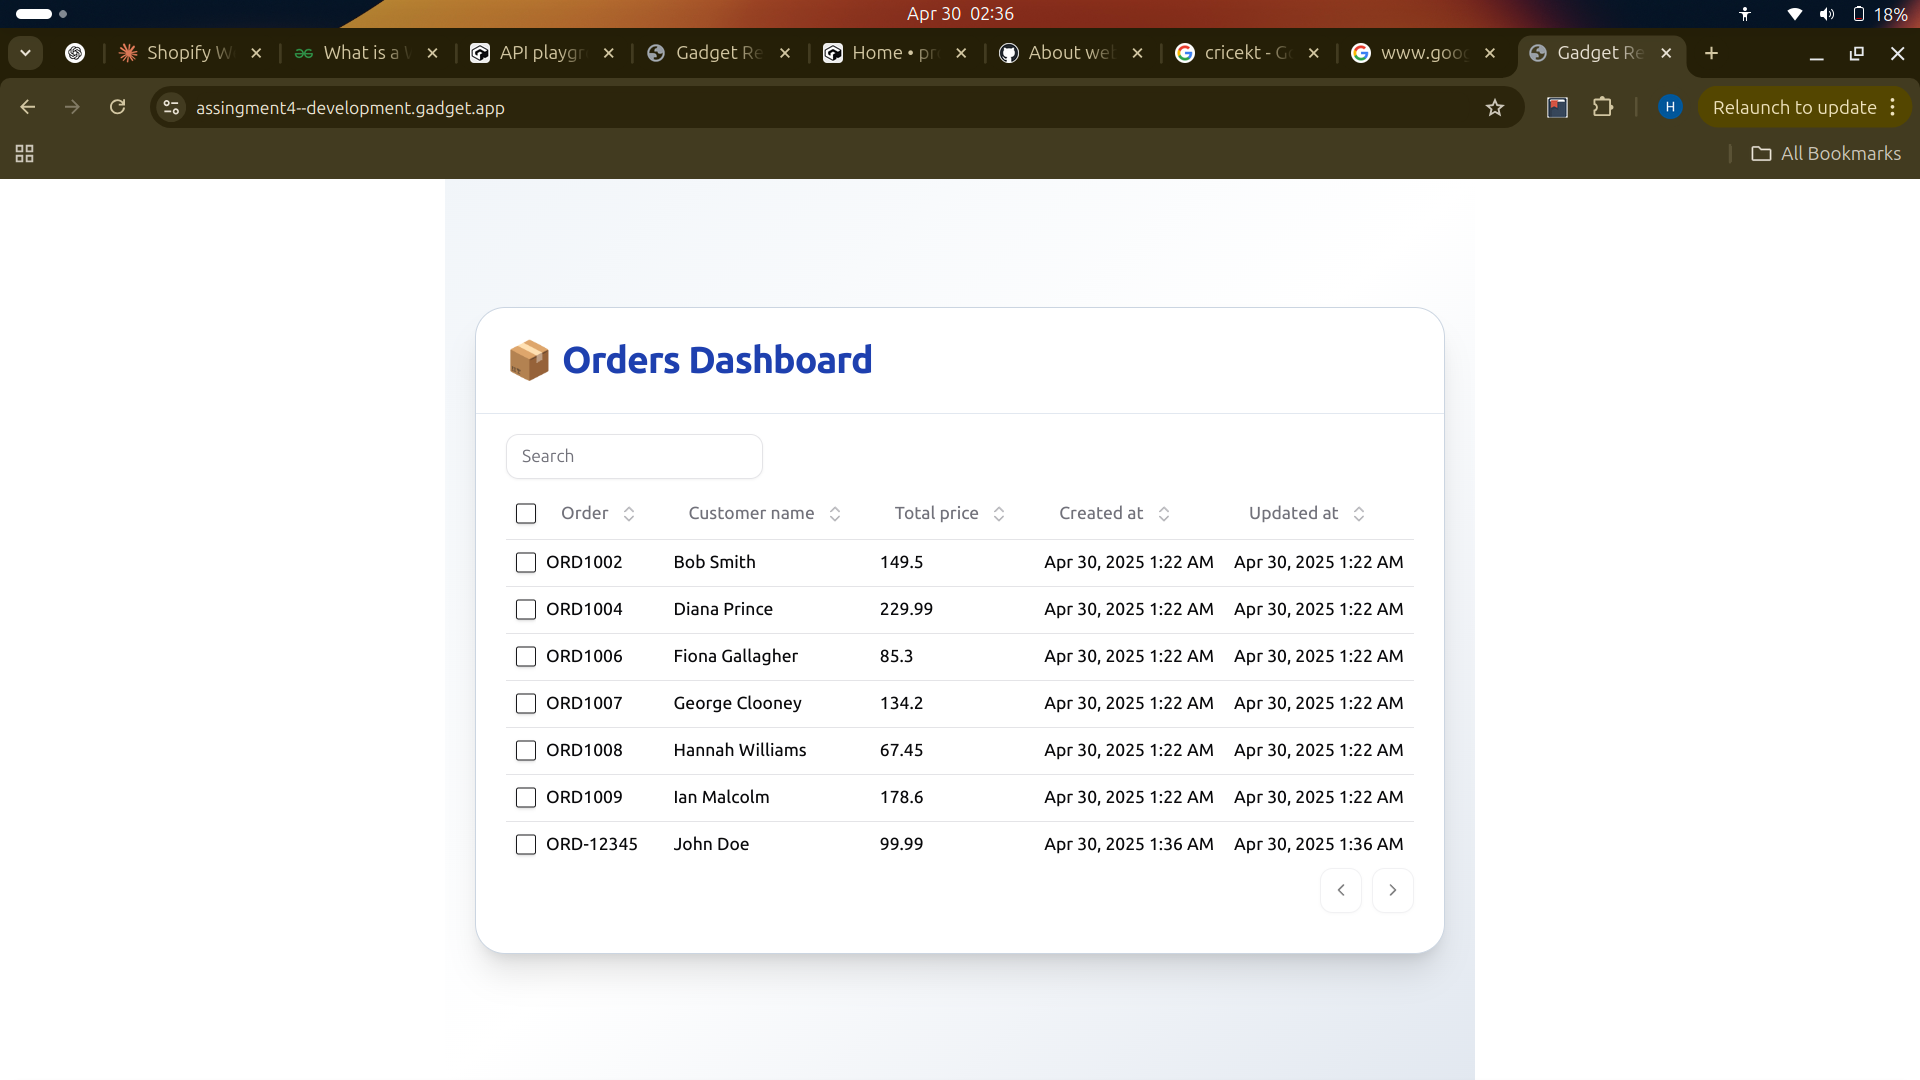 Apr 30 02:36
18%
Shopify W
What is a
API playgr
Gadget Re
Home • pr
About web
cricekt - G
www.goog
Gadget Re
assingment4--development.gadget.app
H
Relaunch to update
All Bookmarks
Orders Dashboard
Search
Order Customer name Total price Created at Updated at
ORD1002 Bob Smith 149.5 Apr 30, 2025 1:22 AM Apr 30, 2025 1:22 AM
ORD1004 Diana Prince 229.99 Apr 30, 2025 1:22 AM Apr 30, 2025 1:22 AM
ORD1006 Fiona Gallagher 85.3 Apr 30, 2025 1:22 AM Apr 30, 2025 1:22 AM
ORD1007 George Clooney 134.2 Apr 30, 2025 1:22 AM Apr 30, 2025 1:22 AM
ORD1008 Hannah Williams 67.45 Apr 30, 2025 1:22 AM Apr 30, 2025 1:22 AM
ORD1009 Ian Malcolm 178.6 Apr 30, 2025 1:22 AM Apr 30, 2025 1:22 AM
ORD-12345 John Doe 99.99 Apr 30, 2025 1:36 AM Apr 30, 2025 1:36 AM